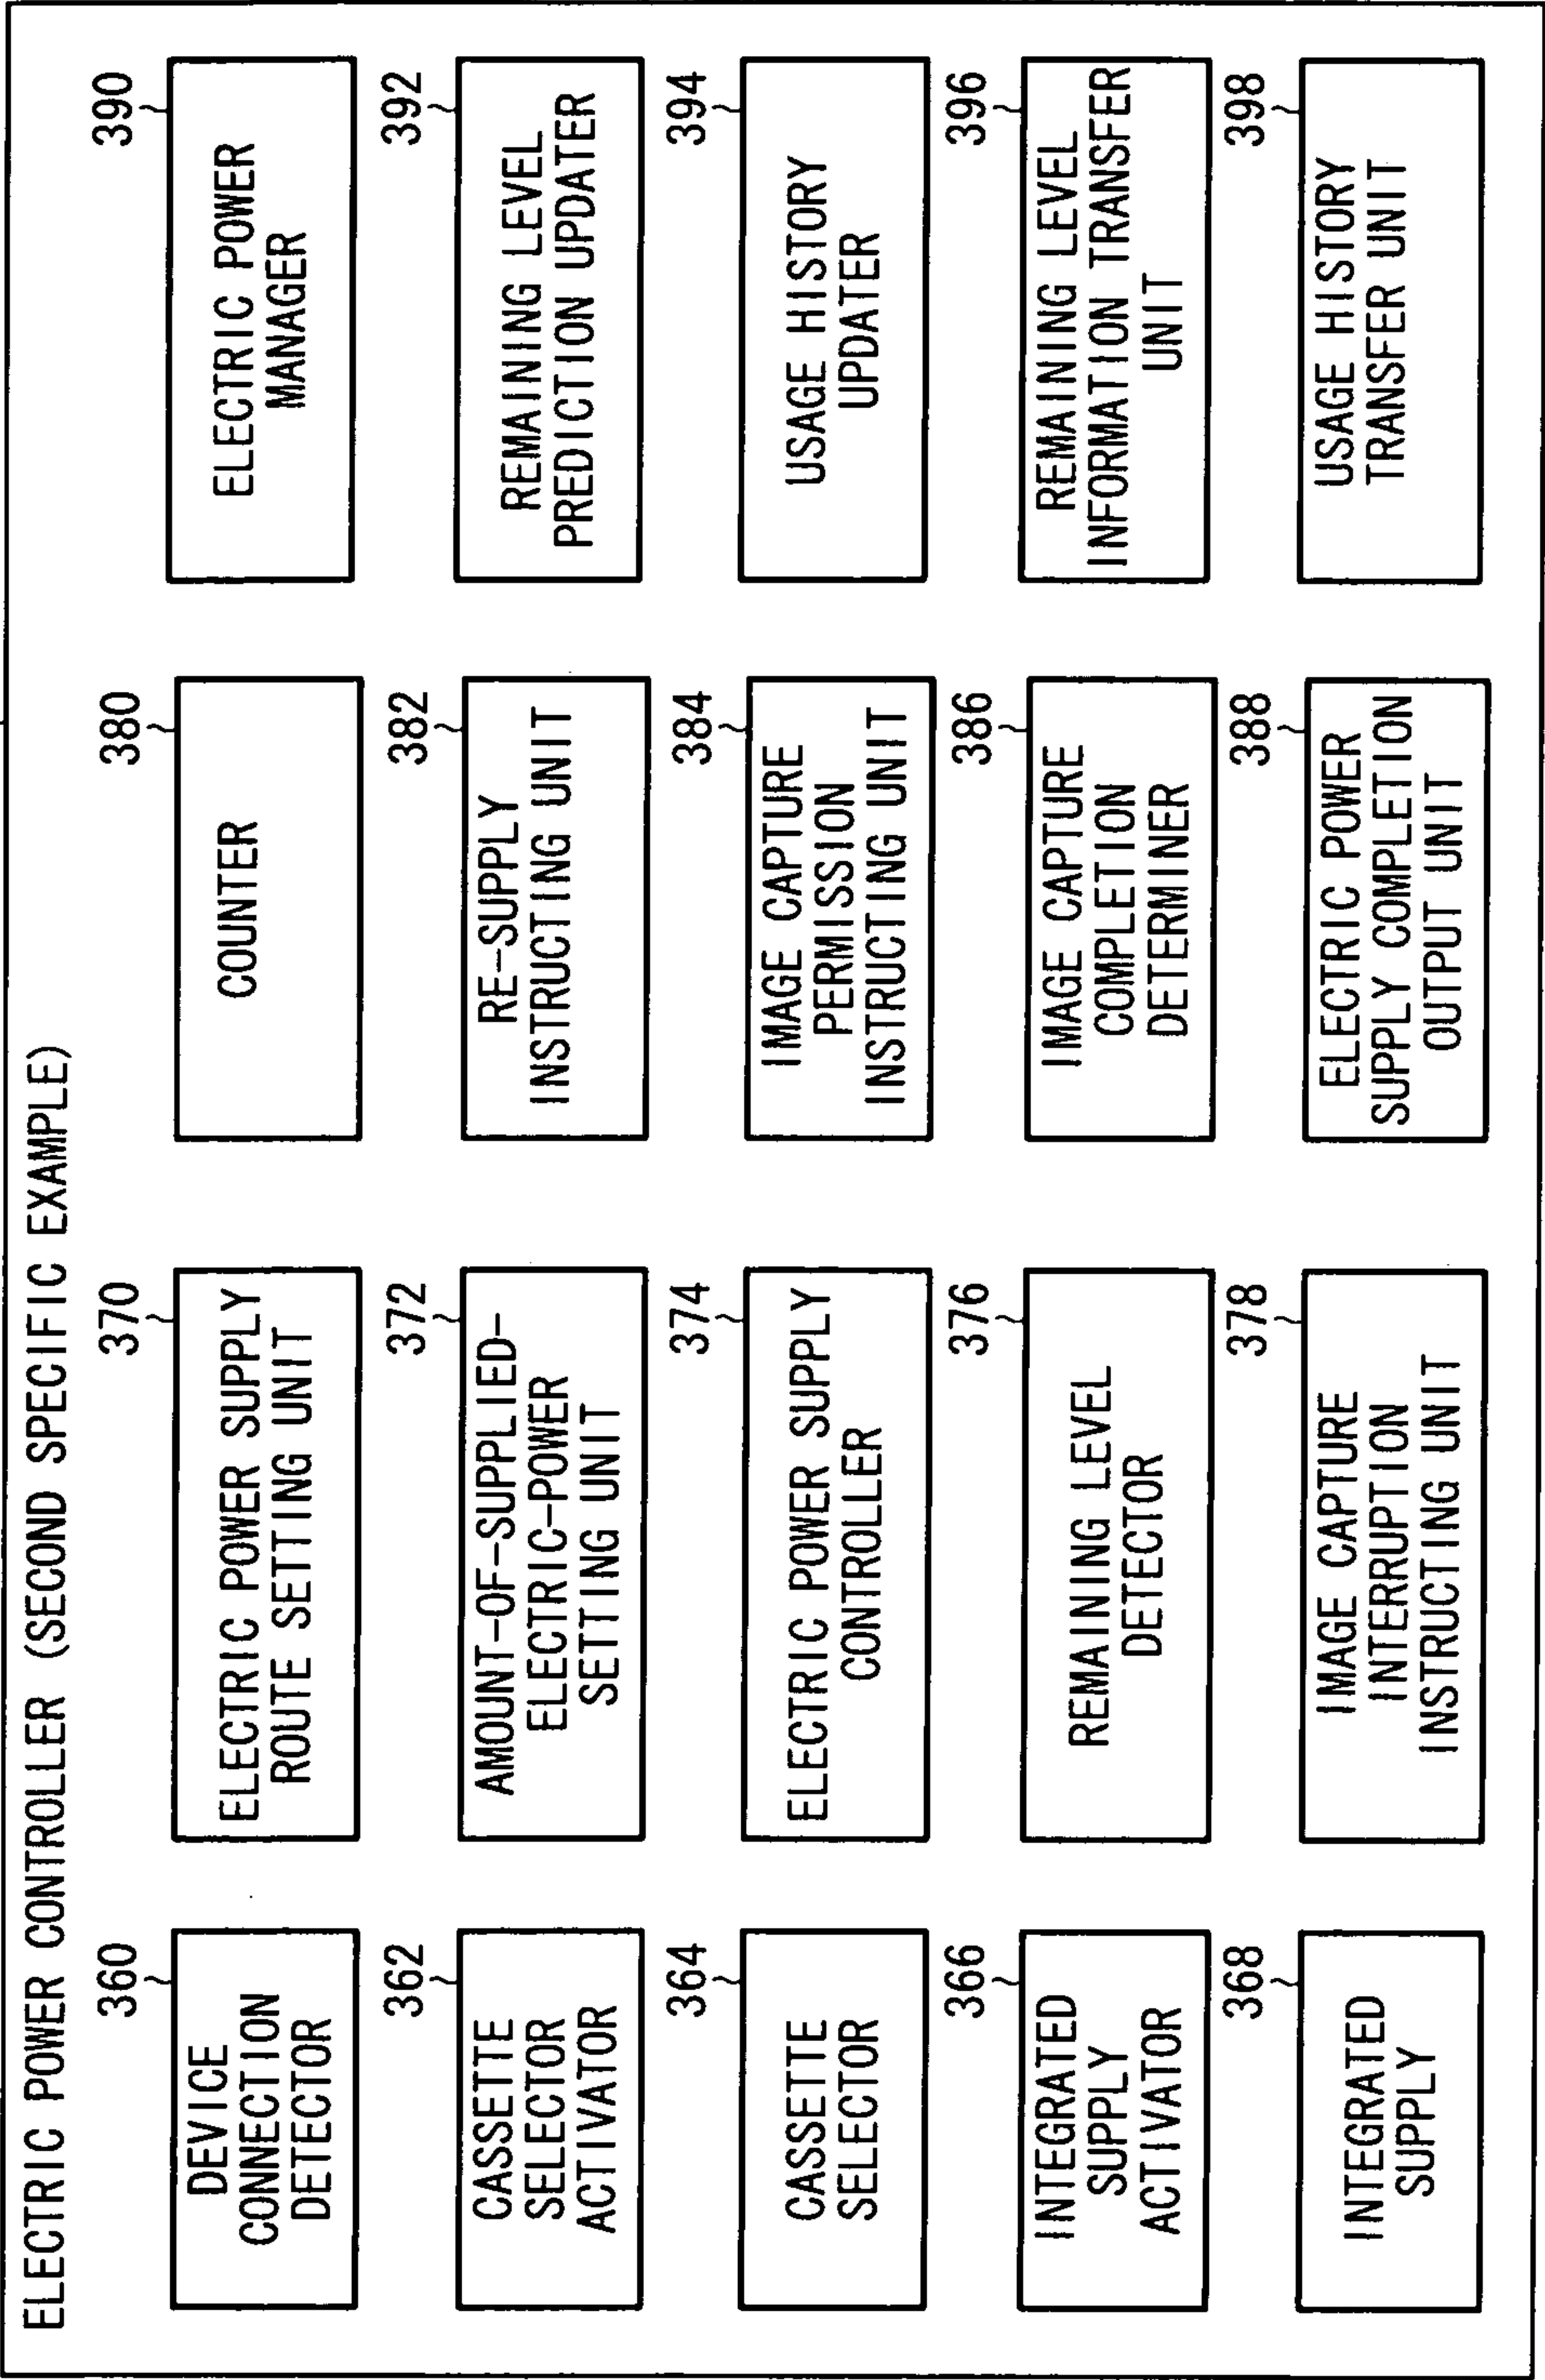 ELECTRIC POWER CONTROLLER (SECOND SPECIFIC EXAMPLE)
360
DEVICE
CONNECTION
DETECTOR
362
CASSETTE
SELECTOR
ACTIVATOR
364
CASSETTE
SELECTOR
366
INTEGRATED
SUPPLY
ACTIVATOR
368
INTEGRATED
SUPPLY
370
ELECTRIC POWER SUPPLY
ROUTE SETTING UNIT
372
AMOUNT-OF-SUPPLIED-
ELECTRIC-POWER
SETTING UNIT
374
ELECTRIC POWER SUPPLY
CONTROLLER
376
REMAINING LEVEL
DETECTOR
378
IMAGE CAPTURE
INTERRUPTION
INSTRUCTING UNIT
380
COUNTER
382
RE-SUPPLY
INSTRUCTING UNIT
384
IMAGE CAPTURE
PERMISSION
INSTRUCTING UNIT
386
IMAGE CAPTURE
COMPLETION
DETERMINER
388
ELECTRIC POWER
SUPPLY COMPLETION
OUTPUT UNIT
390
ELECTRIC POWER
MANAGER
392
REMAINING LEVEL
PREDICTION UPDATER
394
USAGE HISTORY
UPDATER
396
REMAINING LEVEL
INFORMATION TRANSFER
UNIT
398
USAGE HISTORY
TRANSFER UNIT